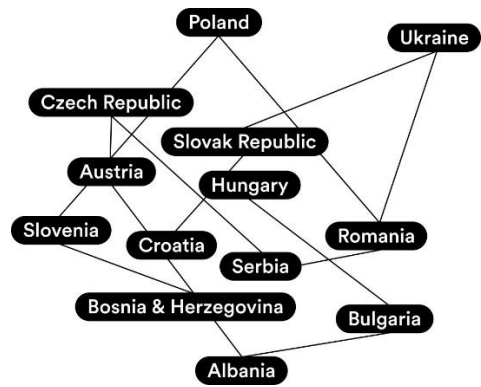 Poland
Ukraine
Czech Republic
Slovak Republic
Austria
Hungary
Slovenia
Croatia
Romania
Serbia
Bosnia & Herzegovina
Bulgaria
Albania